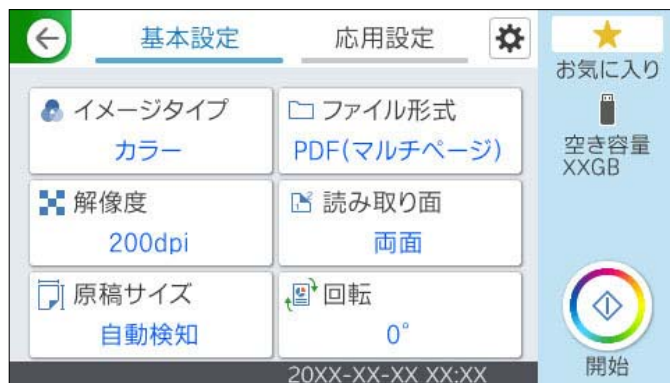 基本設定
応用設定
イメージタイプ
カラー
ファイル形式
PDF(マルチページ)
解像度
200dpi
読み取り面
両面
原稿サイズ
自動検知
回転
0°
20XX-XX-XX XX:XX
お気に入り
空き容量
XXGB
開始